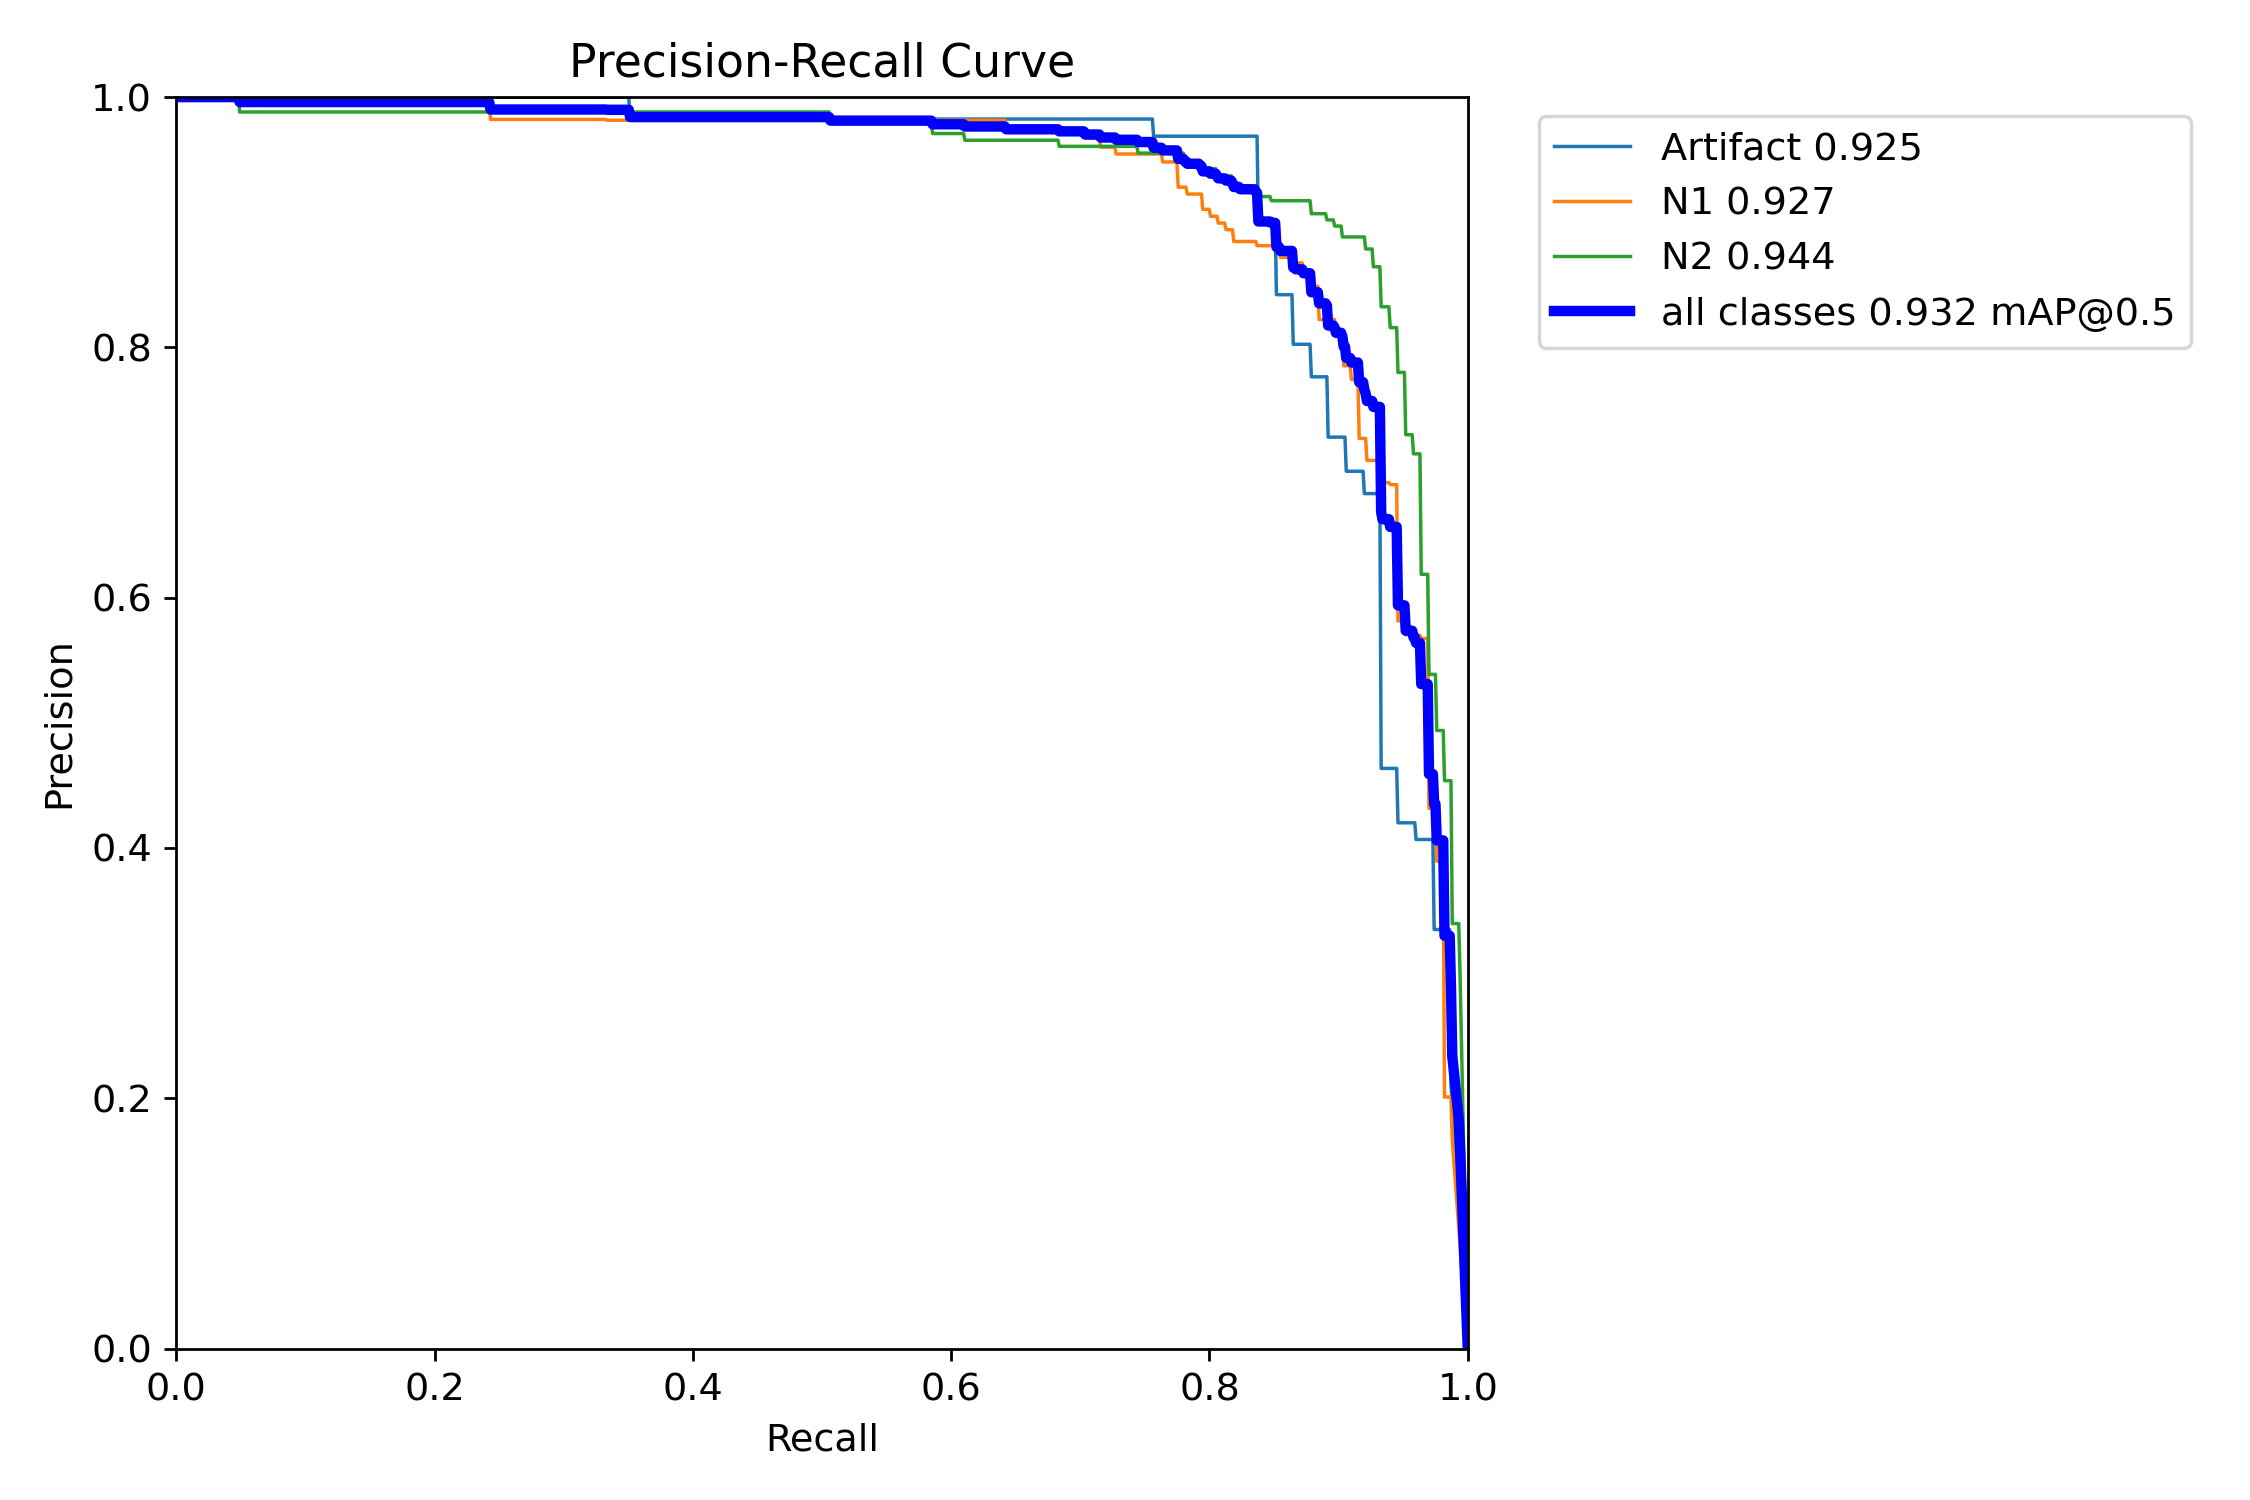 Precision-Recall Curve
1.0
0.8
0.6
0.4
0.2
0.0
Precision
0.0 0.2 0.4 0.6 0.8 1.0
Recall
Artifact 0.925
N1 0.927
N2 0.944
all classes 0.932 mAP@0.5